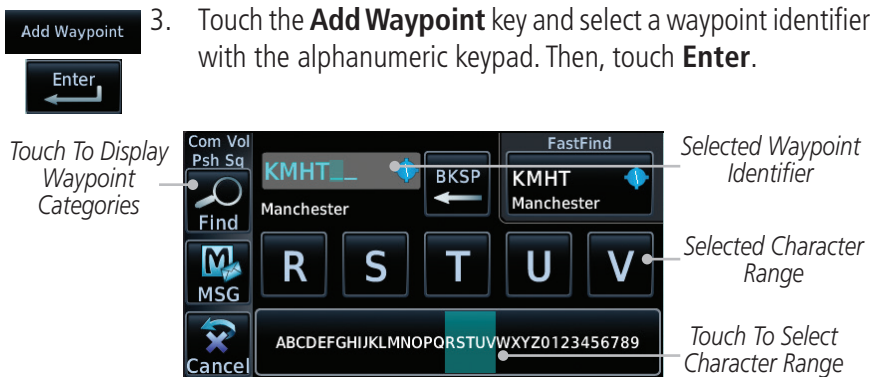 Add Waypoint
Enter
3. Touch the Add Waypoint key and select a waypoint identifier
with the alphanumeric keypad. Then, touch Enter.
Touch To Display
Waypoint
Categories
Com Vol
Psh Sq
Find
MSG
Cancel
KMHT__
Manchester
BKSP
FastFind
KMHT
Manchester
R S T U V
ABCDEFGHIJKLMNOPQRSTUVWXYZ0123456789
Selected Waypoint
Identifier
Selected Character
Range
Touch To Select
Character Range